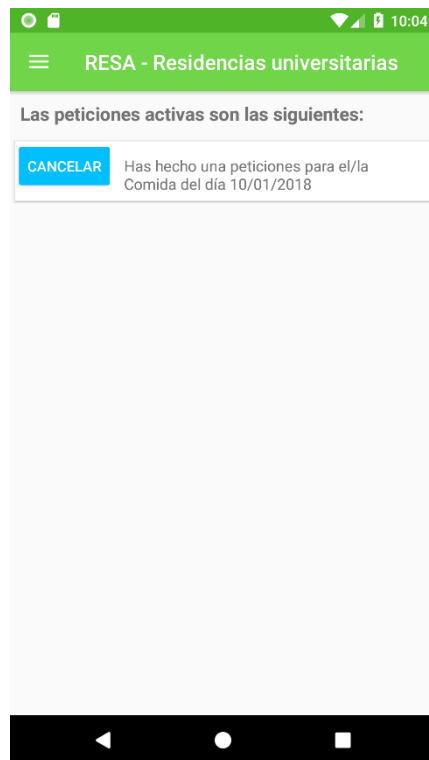 10:04
RESA - Residencias universitarias
Las peticiones activas son las siguientes:
CANCELAR
Has hecho una peticiones para el/la
Comida del día 10/01/2018